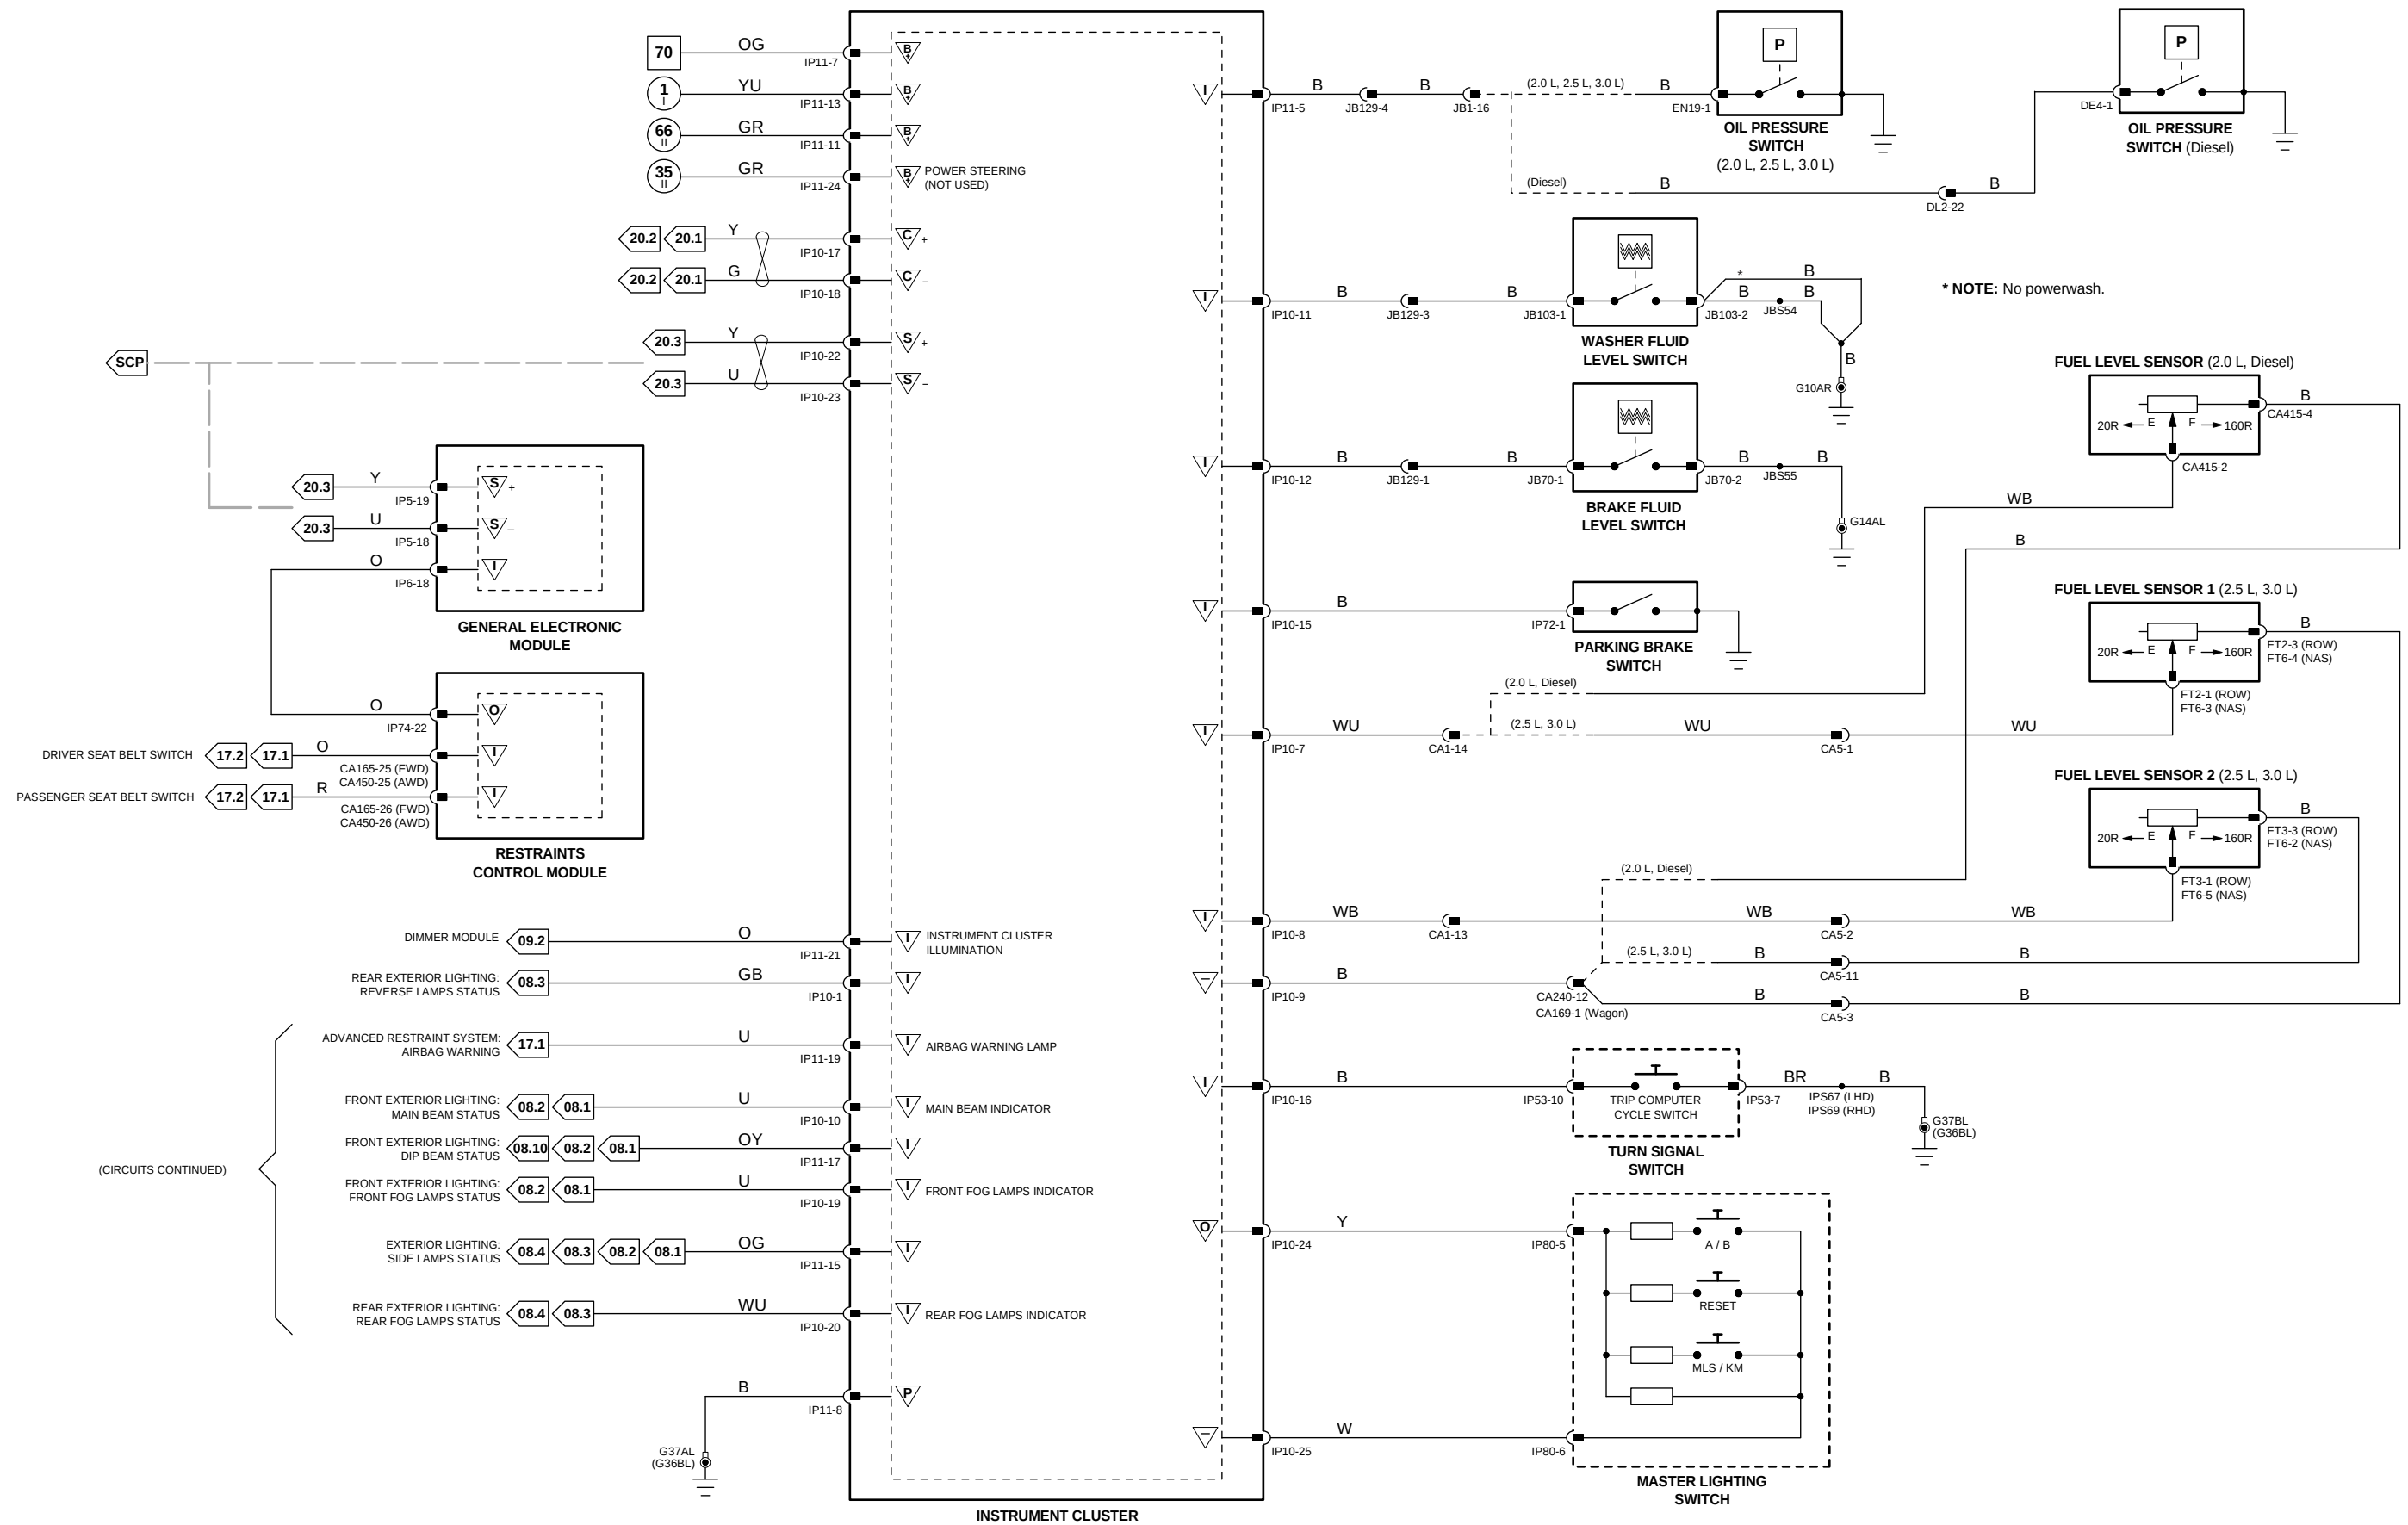 70
OG
IP11-7
B
+
1
I
YU
IP11-13
B
+
66
II
GR
IP11-11
B
+
35
II
GR
IP11-24
B
+
POWER STEERING
(NOT USED)
20.2
20.1
Y
IP10-17
C
+
20.2
20.1
G
IP10-18
C
–
20.3
Y
IP10-22
S
+
20.3
U
IP10-23
S
–
SCP
20.3
Y
IP5-19
S
+
20.3
U
IP5-18
S
–
O
IP6-18
I
GENERAL ELECTRONIC
MODULE
O
IP74-22
O
DRIVER SEAT BELT SWITCH
17.2
17.1
O
CA165-25 (FWD)
CA450-25 (AWD)
I
PASSENGER SEAT BELT SWITCH
17.2
17.1
R
CA165-26 (FWD)
CA450-26 (AWD)
I
RESTRAINTS
CONTROL MODULE
DIMMER MODULE
09.2
O
IP11-21
I
INSTRUMENT CLUSTER
ILLUMINATION
REAR EXTERIOR LIGHTING:
REVERSE LAMPS STATUS
08.3
GB
IP10-1
I
(CIRCUITS CONTINUED)
ADVANCED RESTRAINT SYSTEM:
AIRBAG WARNING
17.1
U
IP11-19
I
AIRBAG WARNING LAMP
FRONT EXTERIOR LIGHTING:
MAIN BEAM STATUS
08.2
08.1
U
IP10-10
I
MAIN BEAM INDICATOR
FRONT EXTERIOR LIGHTING:
DIP BEAM STATUS
08.10
08.2
08.1
OY
IP11-17
I
FRONT EXTERIOR LIGHTING:
FRONT FOG LAMPS STATUS
08.2
08.1
U
IP10-19
I
FRONT FOG LAMPS INDICATOR
EXTERIOR LIGHTING:
SIDE LAMPS STATUS
08.4
08.3
08.2
08.1
OG
IP11-15
I
REAR EXTERIOR LIGHTING:
REAR FOG LAMPS STATUS
08.4
08.3
WU
IP10-20
I
REAR FOG LAMPS INDICATOR
B
IP11-8
P
G37AL
(G36BL)
INSTRUMENT CLUSTER
I
IP11-5
B
JB129-4
B
JB1-16
(2.0 L, 2.5 L, 3.0 L)
B
EN19-1
P
OIL PRESSURE
SWITCH
(2.0 L, 2.5 L, 3.0 L)
(Diesel)
B
DL2-22
B
DE4-1
P
OIL PRESSURE
SWITCH (Diesel)
I
IP10-11
B
JB129-3
B
JB103-1
JB103-2
*
B
B
JBS54
B
B
G10AR
WASHER FLUID
LEVEL SWITCH
* NOTE: No powerwash.
I
IP10-12
B
JB129-1
B
JB70-1
JB70-2
B
JBS55
B
G14AL
BRAKE FLUID
LEVEL SWITCH
I
IP10-15
B
IP72-1
PARKING BRAKE
SWITCH
FUEL LEVEL SENSOR (2.0 L, Diesel)
20R
E
F
160R
B
CA415-4
CA415-2
WB
B
FUEL LEVEL SENSOR 1 (2.5 L, 3.0 L)
20R
E
F
160R
B
FT2-3 (ROW)
FT6-4 (NAS)
FT2-1 (ROW)
FT6-3 (NAS)
(2.0 L, Diesel)
I
IP10-7
WU
CA1-14
(2.5 L, 3.0 L)
WU
CA5-1
WU
FUEL LEVEL SENSOR 2 (2.5 L, 3.0 L)
20R
E
F
160R
B
FT3-3 (ROW)
FT6-2 (NAS)
FT3-1 (ROW)
FT6-5 (NAS)
(2.0 L, Diesel)
I
IP10-8
WB
CA1-13
WB
CA5-2
WB
(2.5 L, 3.0 L)
B
CA5-11
B
–
IP10-9
B
CA240-12
CA169-1 (Wagon)
B
CA5-3
B
I
IP10-16
B
IP53-10
TRIP COMPUTER
CYCLE SWITCH
IP53-7
BR
IPS67 (LHD)
IPS69 (RHD)
B
G37BL
(G36BL)
TURN SIGNAL
SWITCH
O
IP10-24
Y
IP80-5
A / B
RESET
MLS / KM
–
IP10-25
W
IP80-6
MASTER LIGHTING
SWITCH